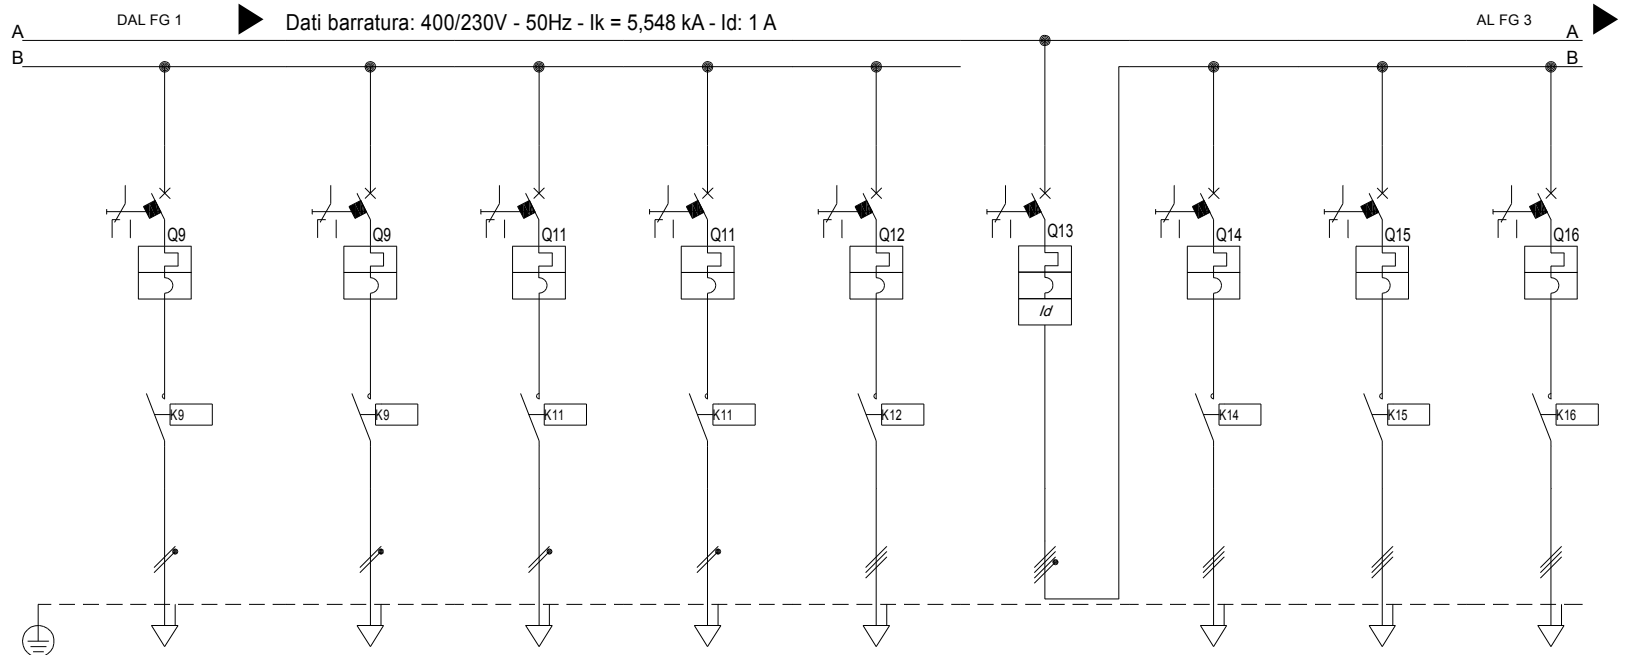 DAL FG 1 Dati barratura: 400/230V - 50Hz - Ik = 5,548 kA - Id: 1 A AL FG 3
A A
B B
Q9 Q9 Q11 Q11 Q12 Q13 Q14 Q15 Q16
Id
K9 K9 K11 K11 K12 K14 K15 K16